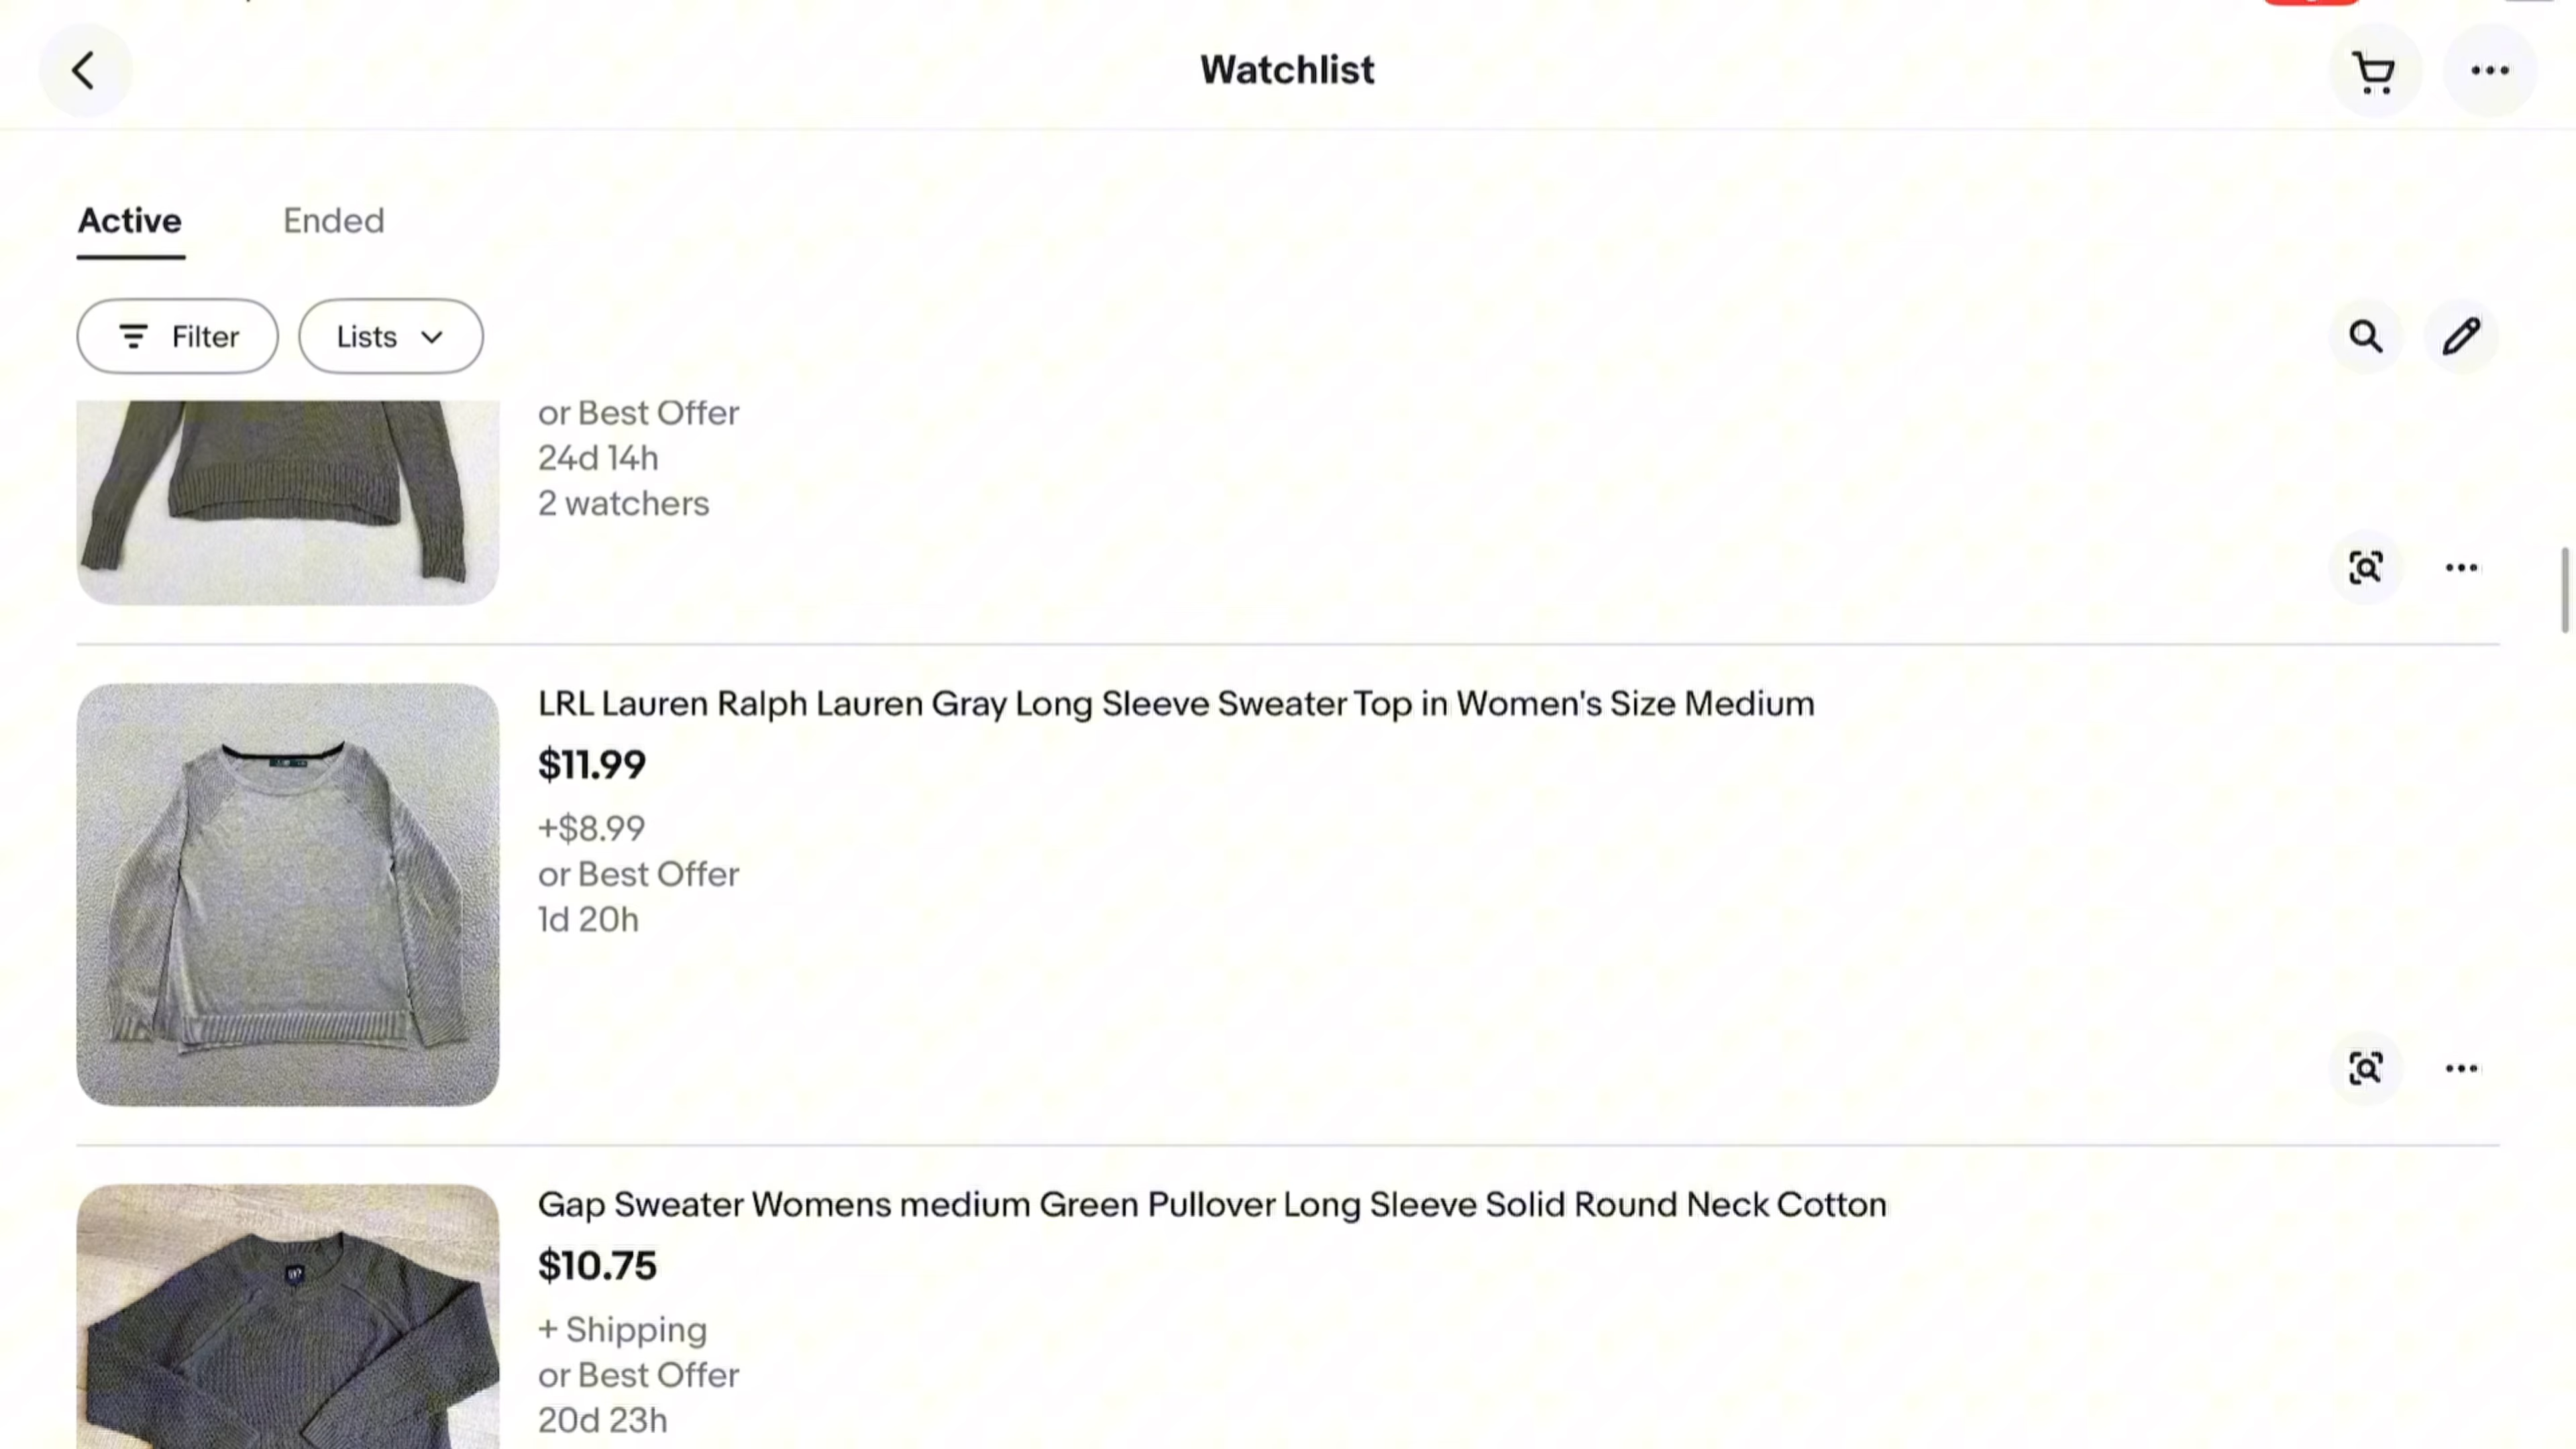 Watchlist
Active
Ended
Filter
Lists
or Best Offer
24d 14h
2 watchers
LRL Lauren Ralph Lauren Gray Long Sleeve Sweater Top in Women's Size Medium
$11.99
+$8.99
or Best Offer
1d 20h
Gap Sweater Womens medium Green Pullover Long Sleeve Solid Round Neck Cotton
$10.75
+ Shipping
or Best Offer
20d 23h